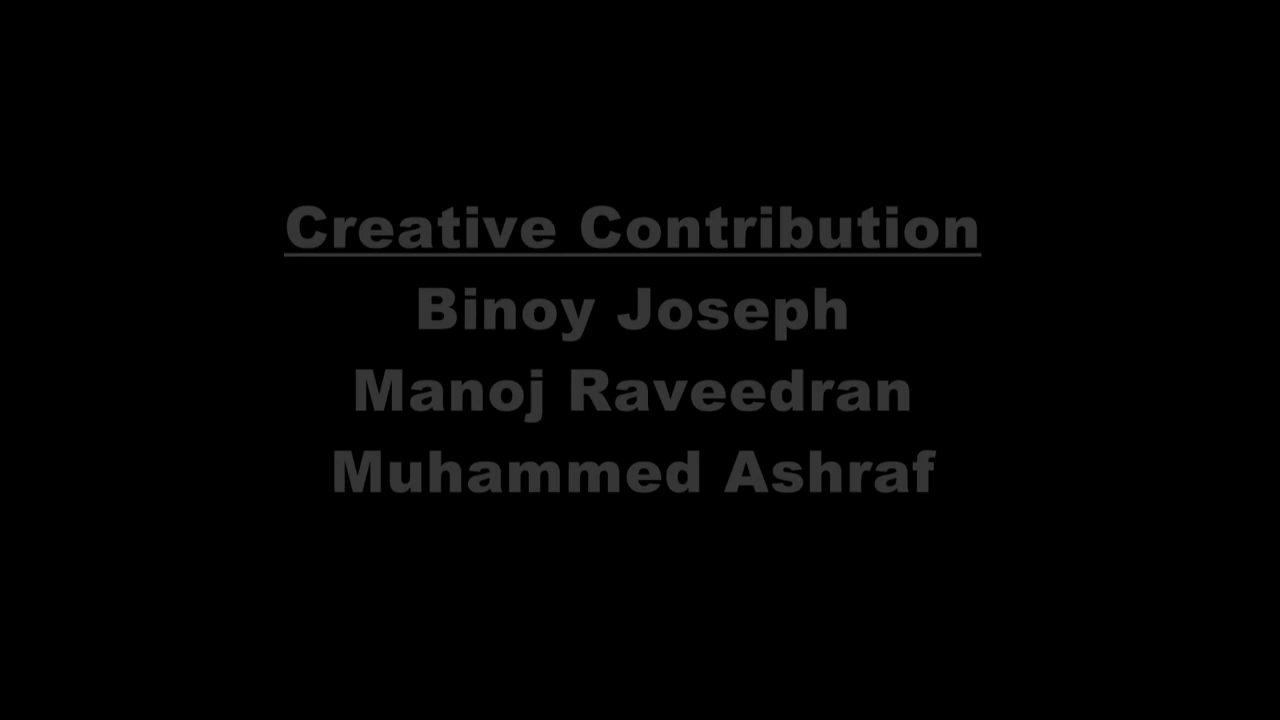 Creative Contribution
Binoy Joseph
Manoj Raveedran
Muhammed Ashraf